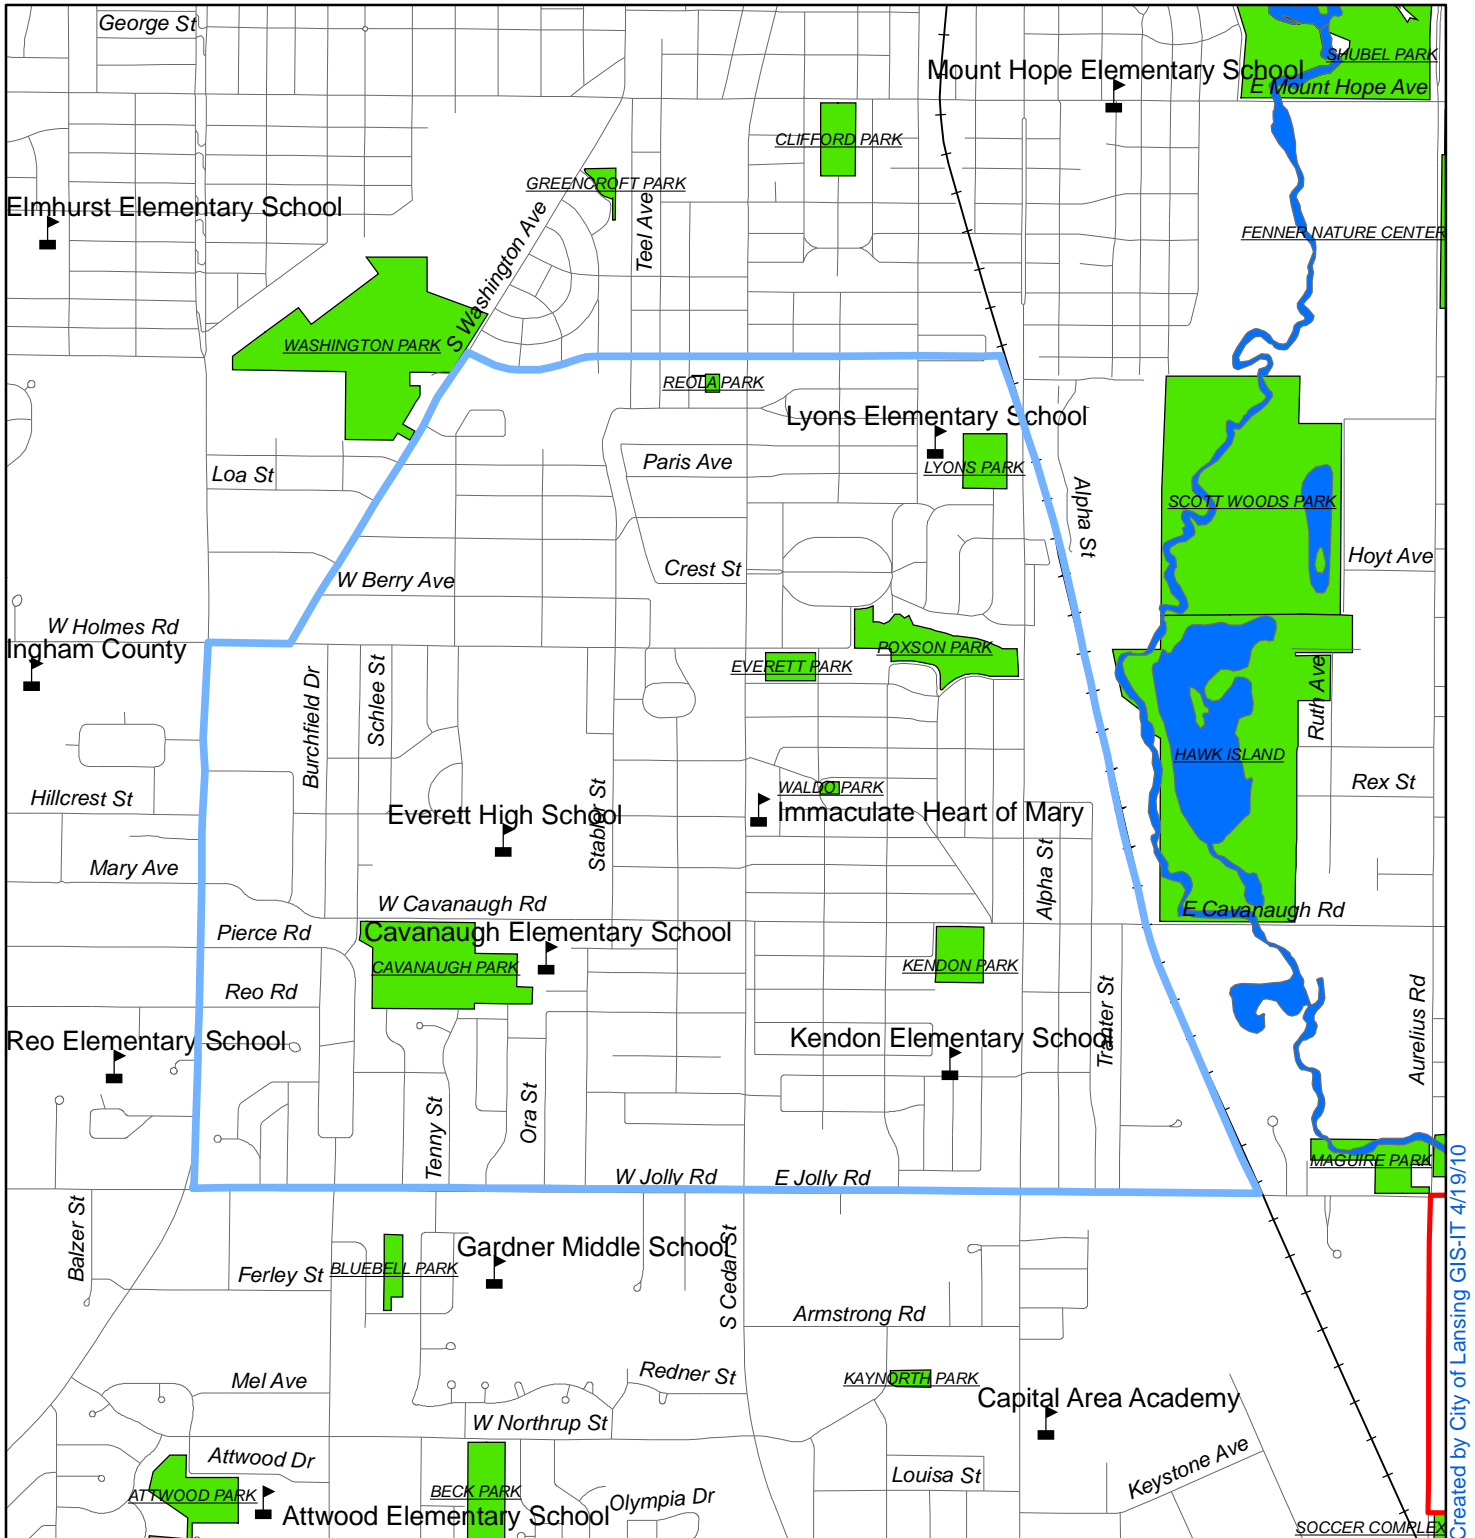 George St
SHUBEL PARK
Mount Hope Elementary School
E Mount Hope Ave
CLIFFORD PARK
GREENCROFT PARK
Elmhurst Elementary School
Teel Ave
FENNER NATURE CENTER
S Washington Ave
WASHINGTON PARK
REOLA PARK
Lyons Elementary School
Paris Ave
LYONS PARK
Loa St
Alpha St
SCOTT WOODS PARK
Hoyt Ave
Crest St
W Berry Ave
W Holmes Rd
Ingham County
POXSON PARK
EVERETT PARK
Burchfield Dr
Schlee St
Ruth Ave
HAWK ISLAND
Hillcrest St
WALDO PARK
Rex St
Everett High School
Immaculate Heart of Mary
Stabler St
Mary Ave
Alpha St
W Cavanaugh Rd
E Cavanaugh Rd
Pierce Rd
Cavanaugh Elementary School
CAVANAUGH PARK
KENDON PARK
Reo Rd
Tranter St
Aurelius Rd
Reo Elementary School
Kendon Elementary School
Tenny St
Ora St
MAGUIRE PARK
W Jolly Rd
E Jolly Rd
Balzer St
Gardner Middle School
S Cedar St
Ferley St
BLUEBELL PARK
Armstrong Rd
Mel Ave
Redner St
KAYNORTH PARK
Capital Area Academy
W Northrup St
Attwood Dr
Louisa St
Keystone Ave
ATTWOOD PARK
BECK PARK
Olympia Dr
Attwood Elementary School
SOCCER COMPLEX
Created by City of Lansing GIS-IT 4/19/10